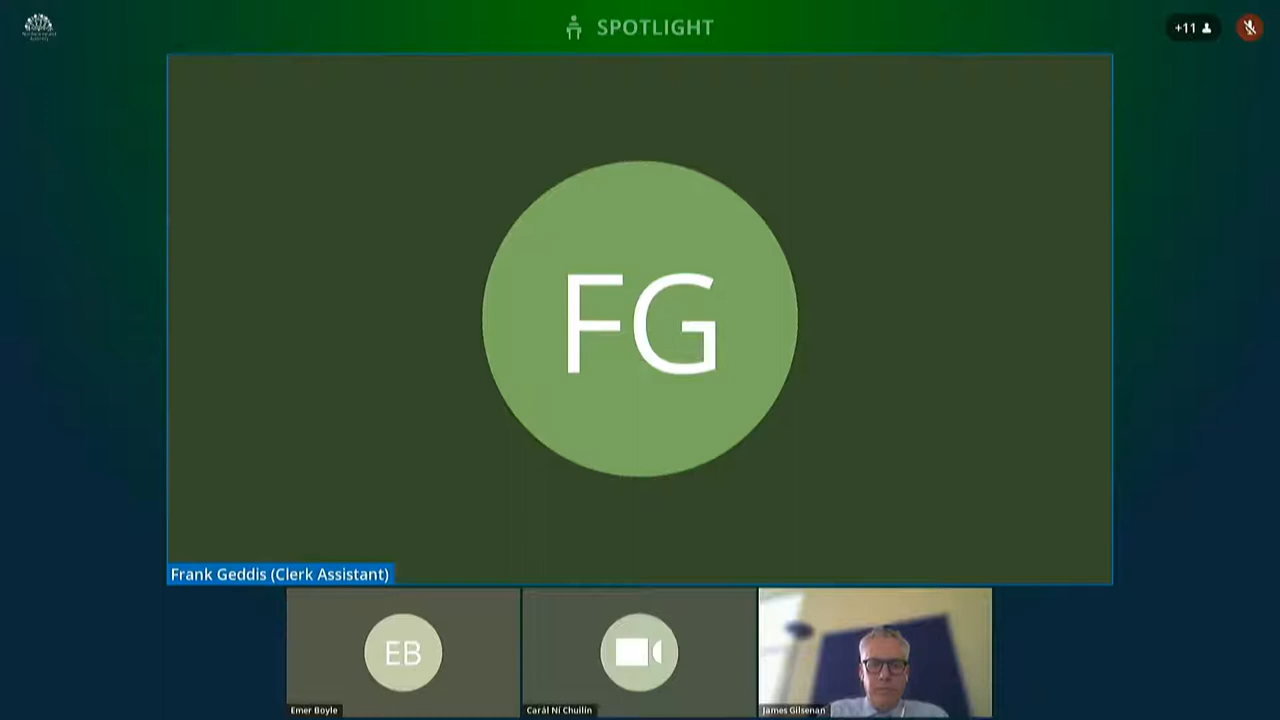 SPOTLIGHT
+11
FG
Frank Geddis (Clerk Assistant)
EB
Emer Boyle
Carál Ní Chuilín
James Gilsenan